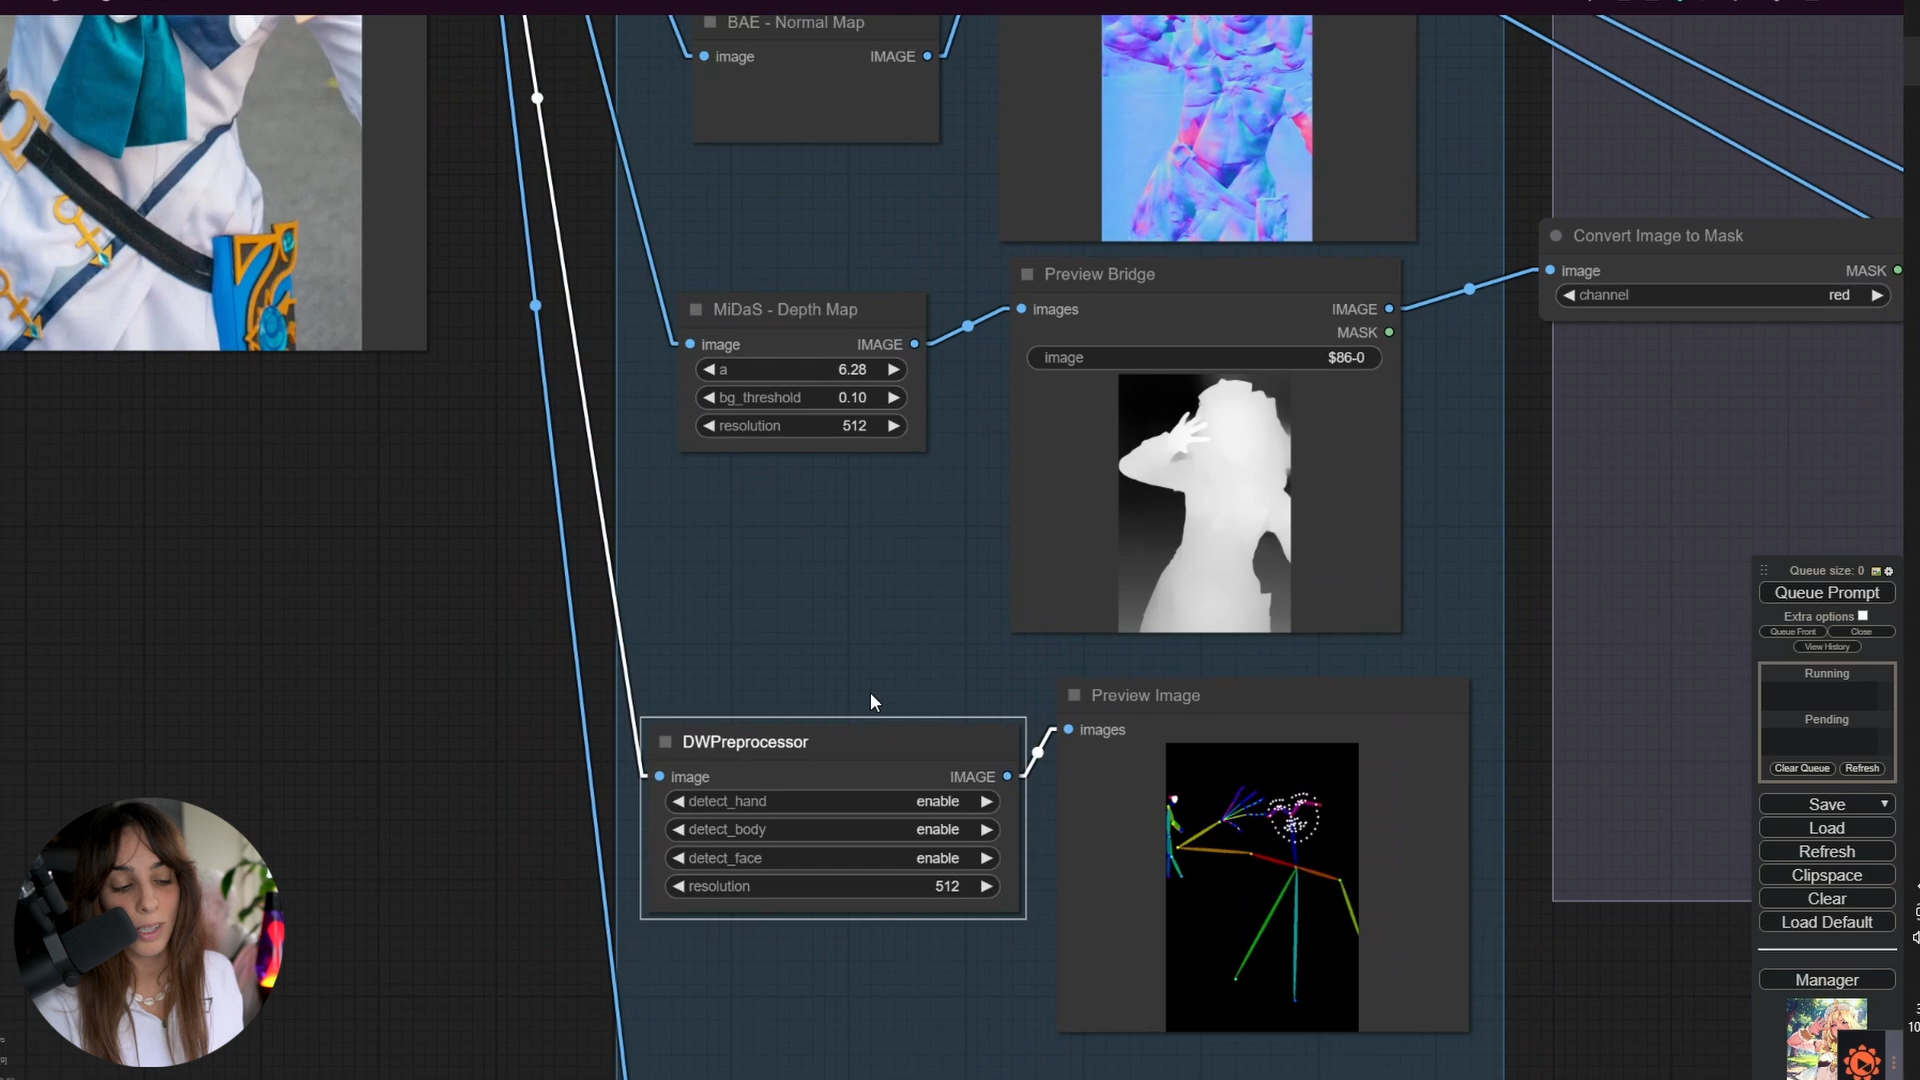 BAE - Normal Map
image IMAGE
Convert Image to Mask
image MASK
channel red
Preview Bridge
images IMAGE
MASK
image $86-0
MiDaS - Depth Map
image IMAGE
a 6.28
bg_threshold 0.10
resolution 512
DWPreprocessor
image IMAGE
detect_hand enable
detect_body enable
detect_face enable
resolution 512
Preview Image
images
Queue size: 0
Queue Prompt
Extra options
Queue Front Close
View History
Running
Pending
Clear Queue Refresh
Save
Load
Refresh
Clipspace
Clear
Load Default
Manager